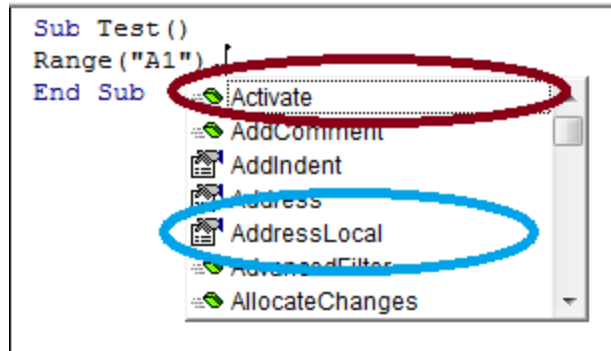 Sub Test()
Range("A1").
End Sub
Activate
AddComment
AddIndent
Address
AddressLocal
AdvancedFilter
AllocateChanges